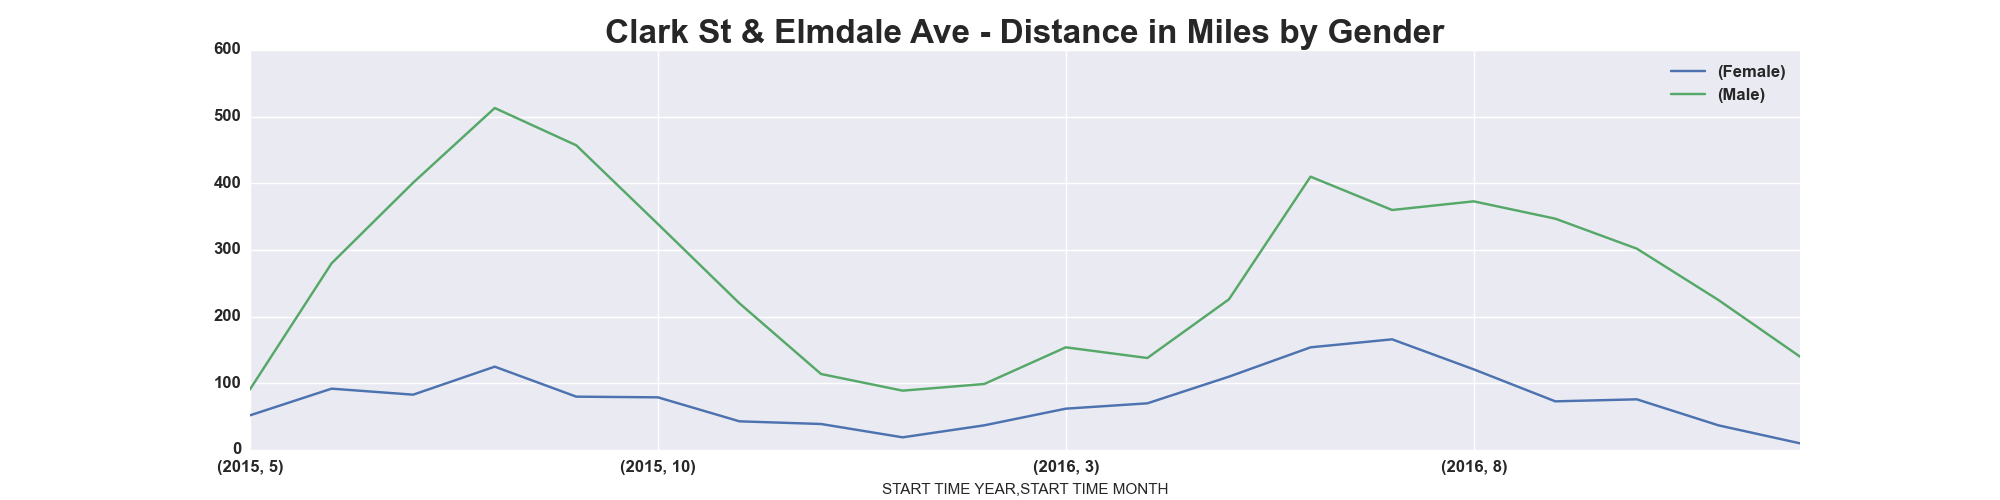 Clark St & Elmdale Ave - Distance in Miles by Gender
600
500
400
300
200
100
0
(Female)
(Male)
(2015, 5)
(2015, 10)
(2016, 3)
(2016, 8)
START TIME YEAR,START TIME MONTH